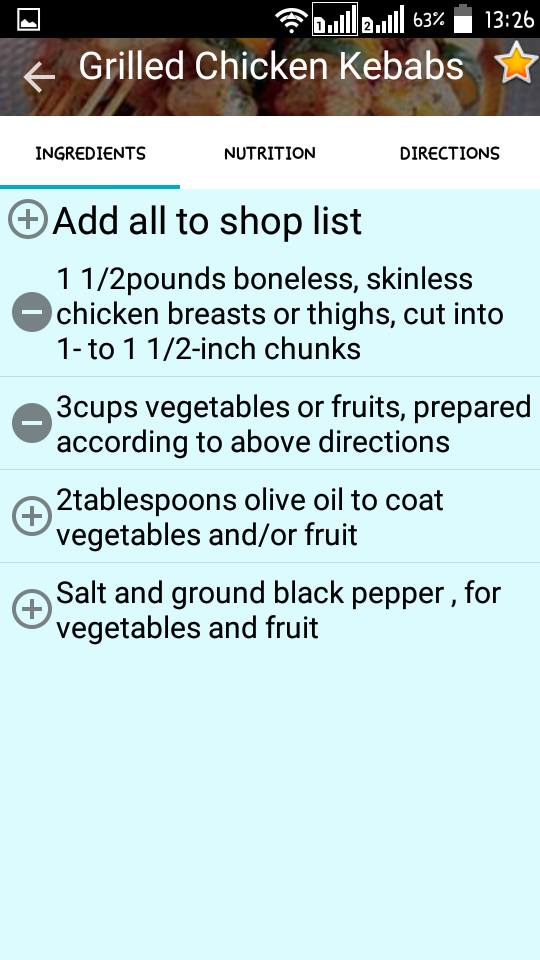 1 2 63% 13:26
Grilled Chicken Kebabs
INGREDIENTS NUTRITION DIRECTIONS
Add all to shop list
1 1/2pounds boneless, skinless
chicken breasts or thighs, cut into
1- to 1 1/2-inch chunks
3cups vegetables or fruits, prepared
according to above directions
2tablespoons olive oil to coat
vegetables and/or fruit
Salt and ground black pepper , for
vegetables and fruit